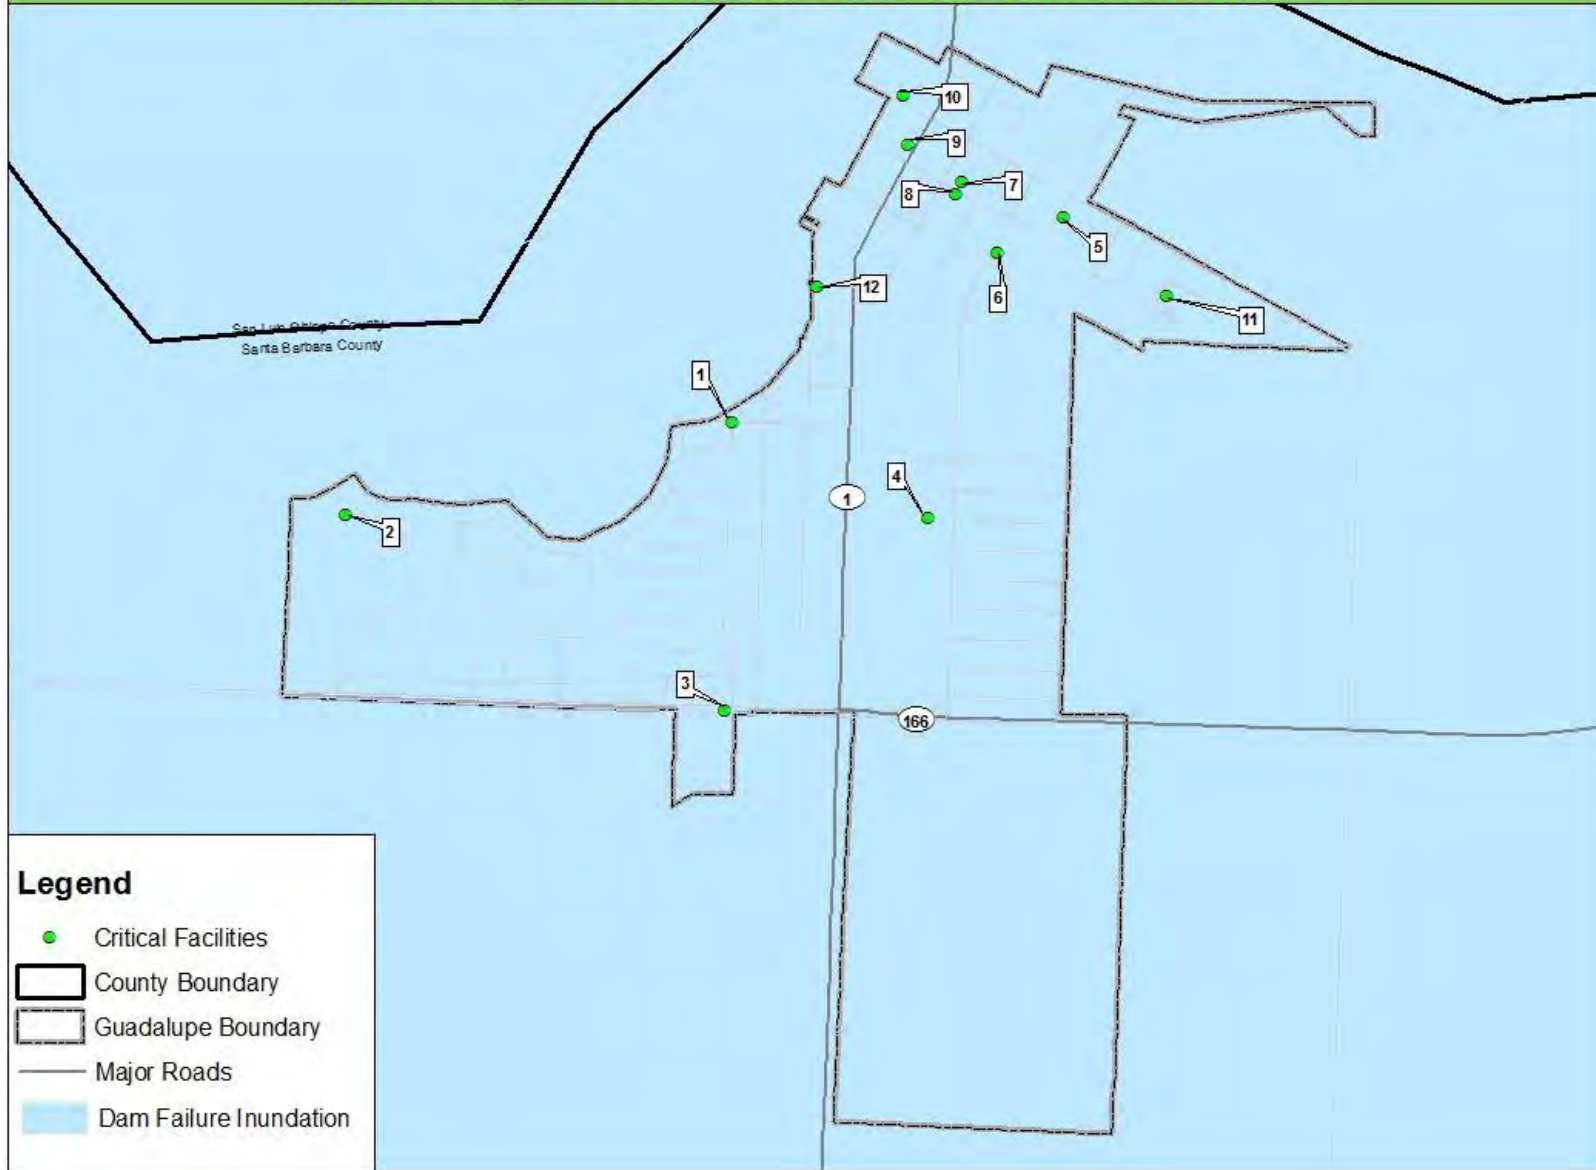 10
9
7
8
5
6
12
11
San Luis Obispo County
Santa Barbara County
1
4
1
2
3
166
Legend
Critical Facilities
County Boundary
Guadalupe Boundary
Major Roads
Dam Failure Inundation